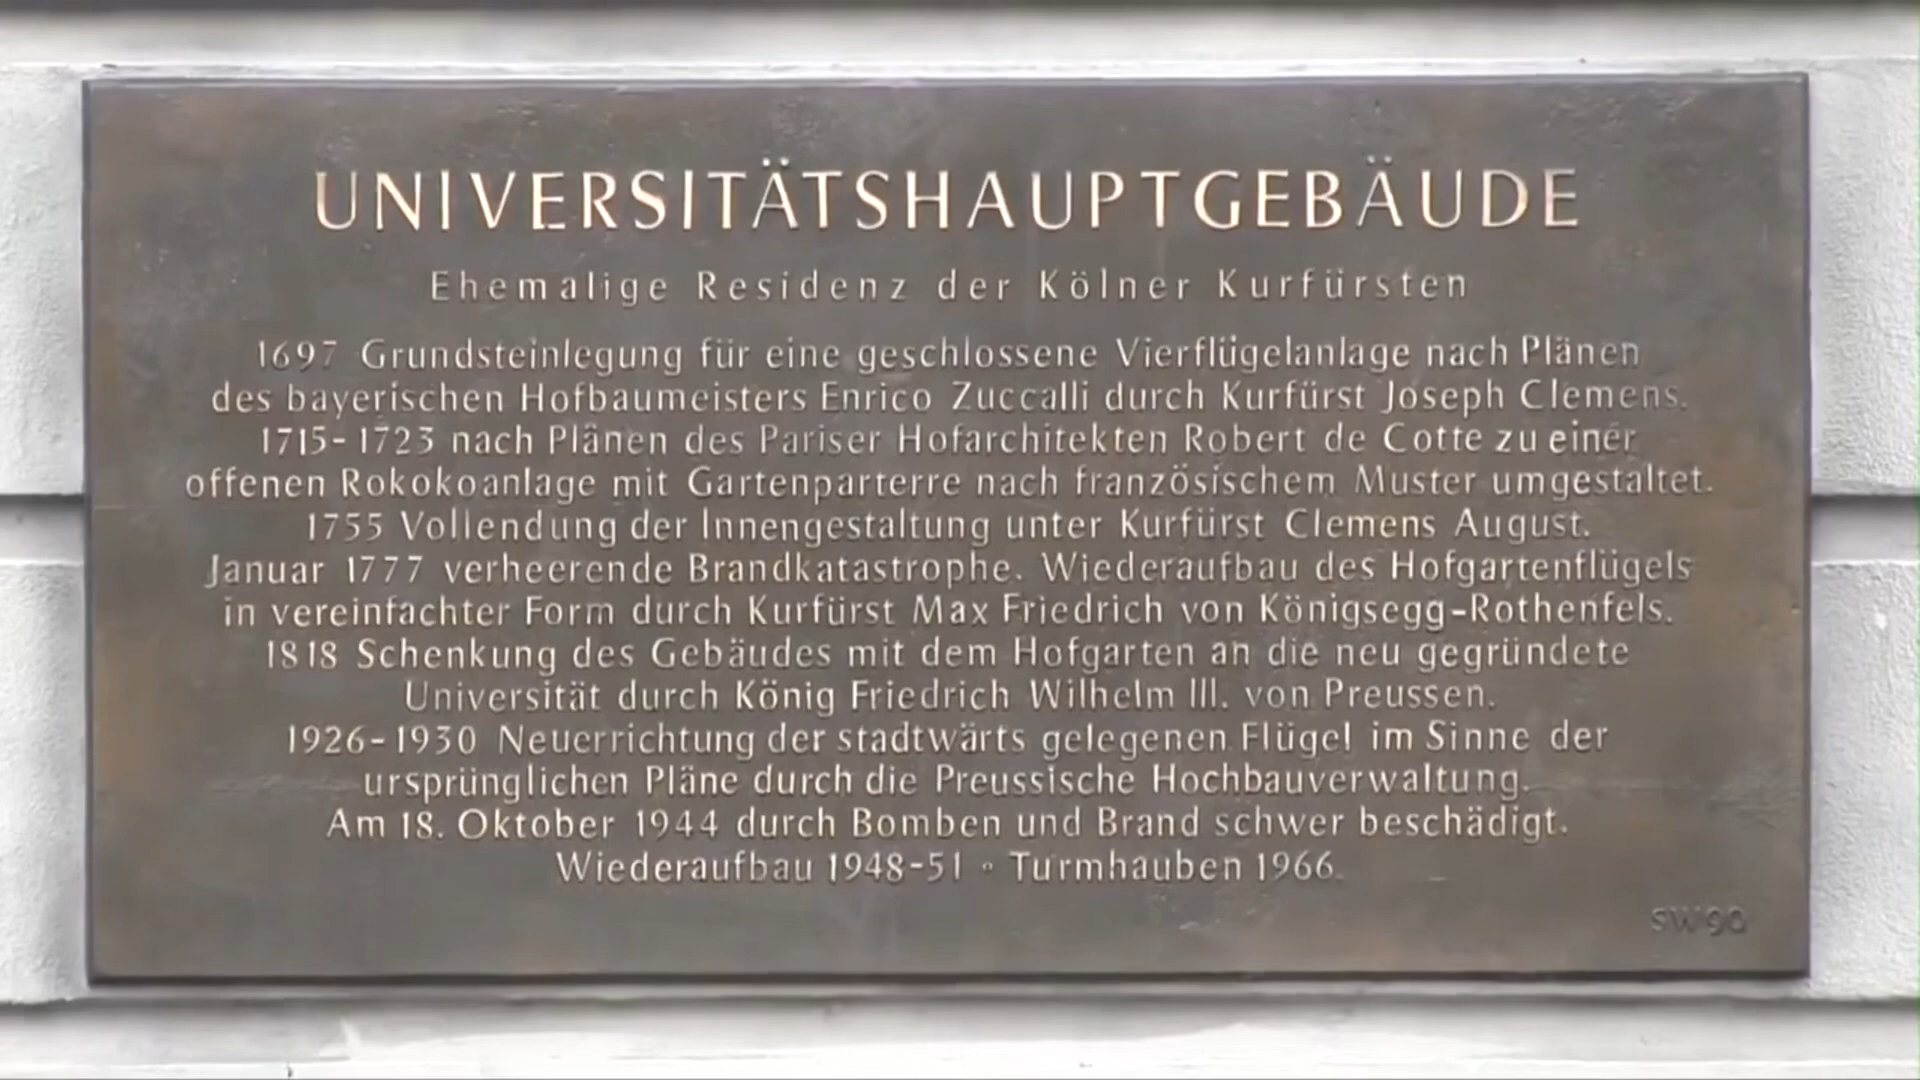 UNIVERSITÄTSHAUPTGEBÄUDE
Ehemalige Residenz der Kölner Kurfürsten
1697 Grundsteinlegung für eine geschlossene Vierflügelanlage nach Plänen
des bayerischen Hofbaumeisters Enrico Zuccalli durch Kurfürst Joseph Clemens.
1715-1723 nach Plänen des Pariser Hofarchitekten Robert de Cotte zu einer
offenen Rokokoanlage mit Gartenparterre nach französischem Muster umgestaltet.
1755 Vollendung der Innengestaltung unter Kurfürst Clemens August.
Januar 1777 verheerende Brandkatastrophe. Wiederaufbau des Hofgartenflügels
in vereinfachter Form durch Kurfürst Max Friedrich von Königsegg-Rothenfels.
1818 Schenkung des Gebäudes mit dem Hofgarten an die neu gegründete
Universität durch König Friedrich Wilhelm III. von Preussen.
1926-1930 Neuerrichtung der stadtwärts gelegenen Flügel im Sinne der
ursprünglichen Pläne durch die Preussische Hochbauverwaltung.
Am 18. Oktober 1944 durch Bomben und Brand schwer beschädigt.
Wiederaufbau 1948-51 ∘ Turmhauben 1966.
SW90